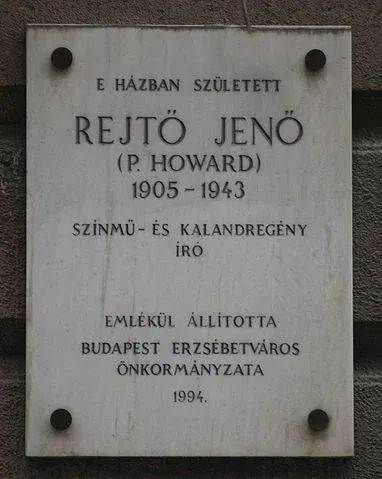 E HÁZBAN SZÜLETETT
REJTŐ JENŐ
(P. HOWARD)
1905 – 1943
SZÍNMŰ- ÉS KALANDREGÉNY
ÍRÓ
EMLÉKÜL ÁLLÍTOTTA
BUDAPEST ERZSÉBETVÁROS
ÖNKORMÁNYZATA
1994.